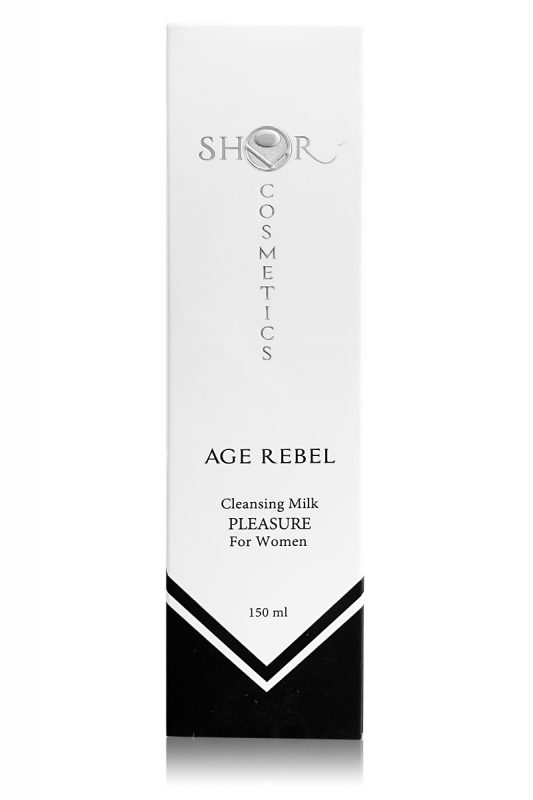 SHOR
COSMETICS
AGE REBEL
Cleansing Milk
PLEASURE
For Women
150 ml